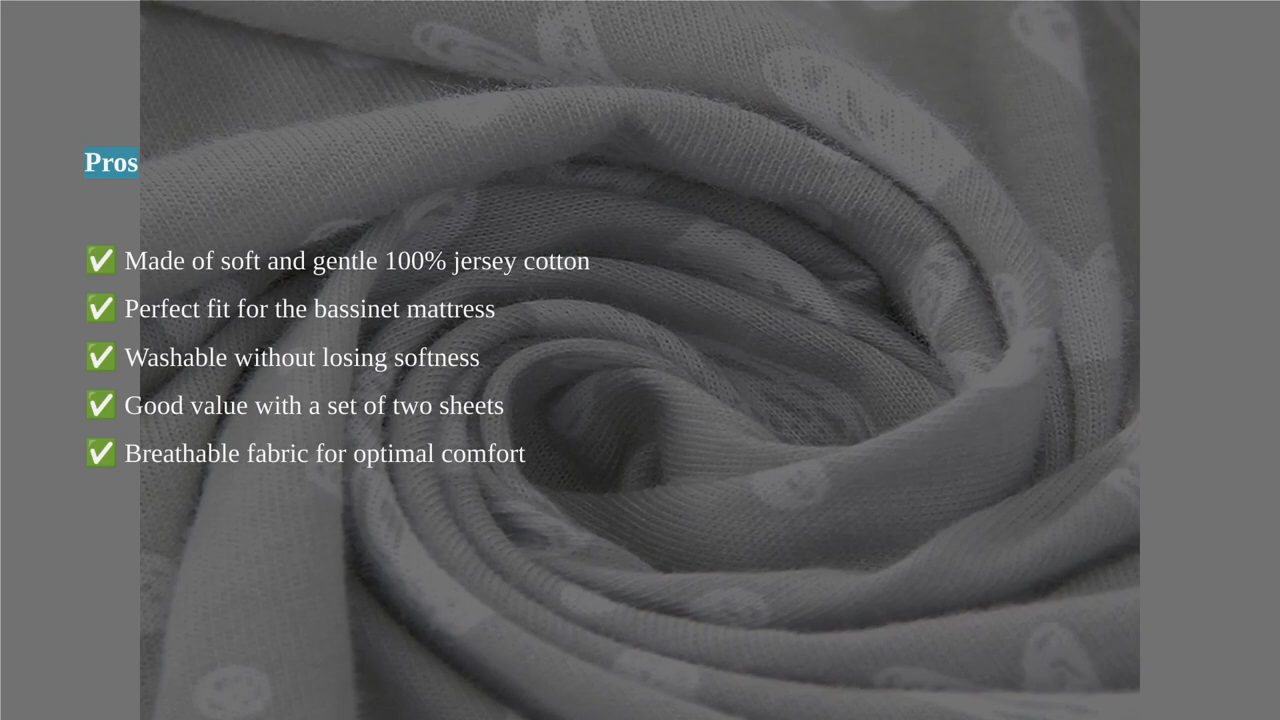 Pros
✅ Made of soft and gentle 100% jersey cotton
✅ Perfect fit for the bassinet mattress
✅ Washable without losing softness
✅ Good value with a set of two sheets
✅ Breathable fabric for optimal comfort